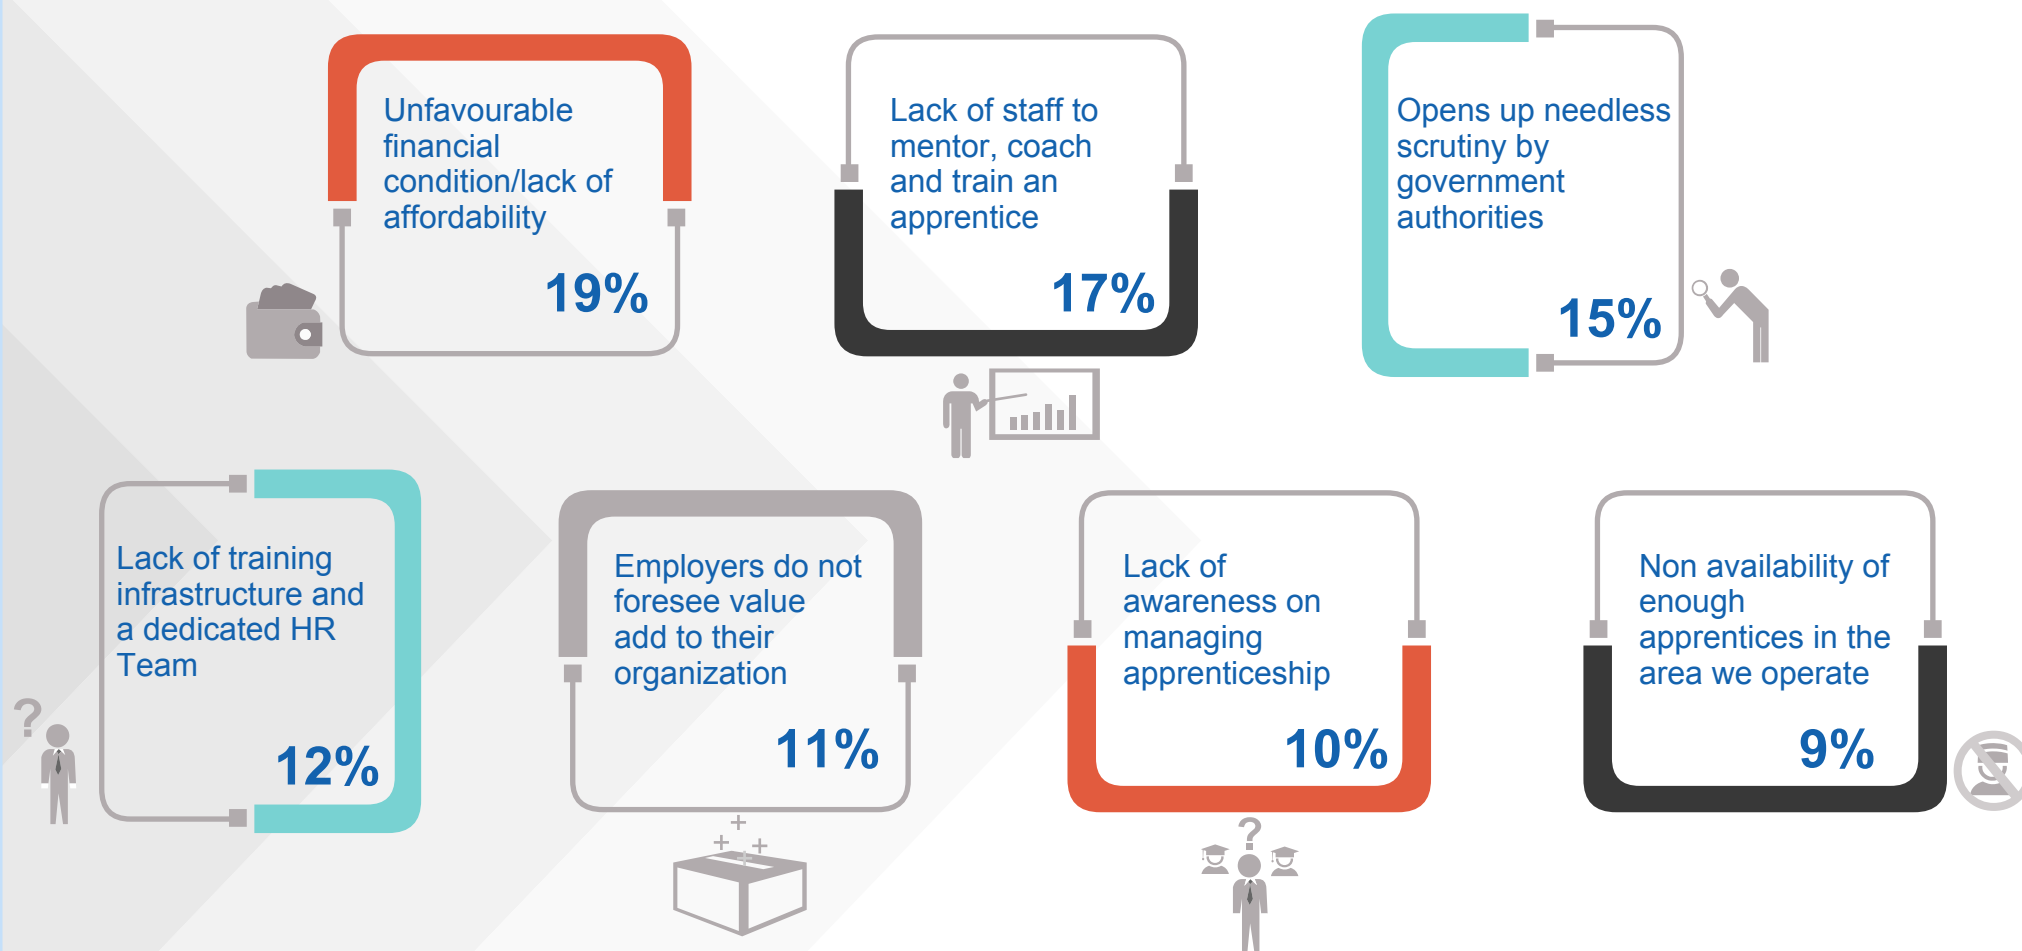 Unfavourable
financial
condition/lack of
affordability
19%
Lack of staff to
mentor, coach
and train an
apprentice
17%
Opens up needless
scrutiny by
government
authorities
15%
Lack of training
infrastructure and
a dedicated HR
Team
12%
Employers do not
foresee value
add to their
organization
11%
Lack of
awareness on
managing
apprenticeship
10%
Non availability of
enough
apprentices in the
area we operate
9%
?
?